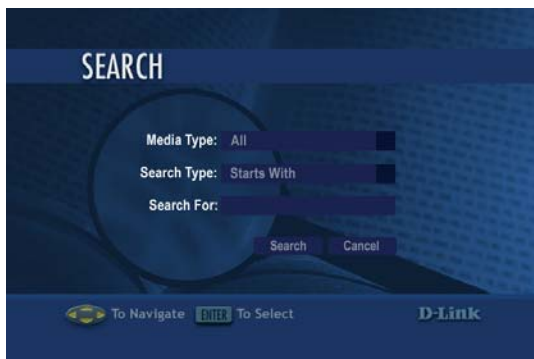 SEARCH
Media Type: All
Search Type: Starts With
Search For:
Search Cancel
To Navigate ENTER To Select D-Link